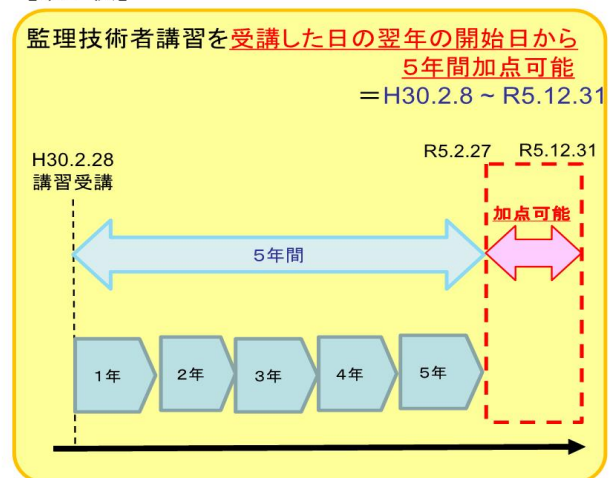 監理技術者講習を受講した日の翌年の開始日から
5年間加点可能
＝H30.2.8 ~ R5.12.31
H30.2.28
講習受講
R5.2.27
R5.12.31
加点可能
5年間
1年
2年
3年
4年
5年